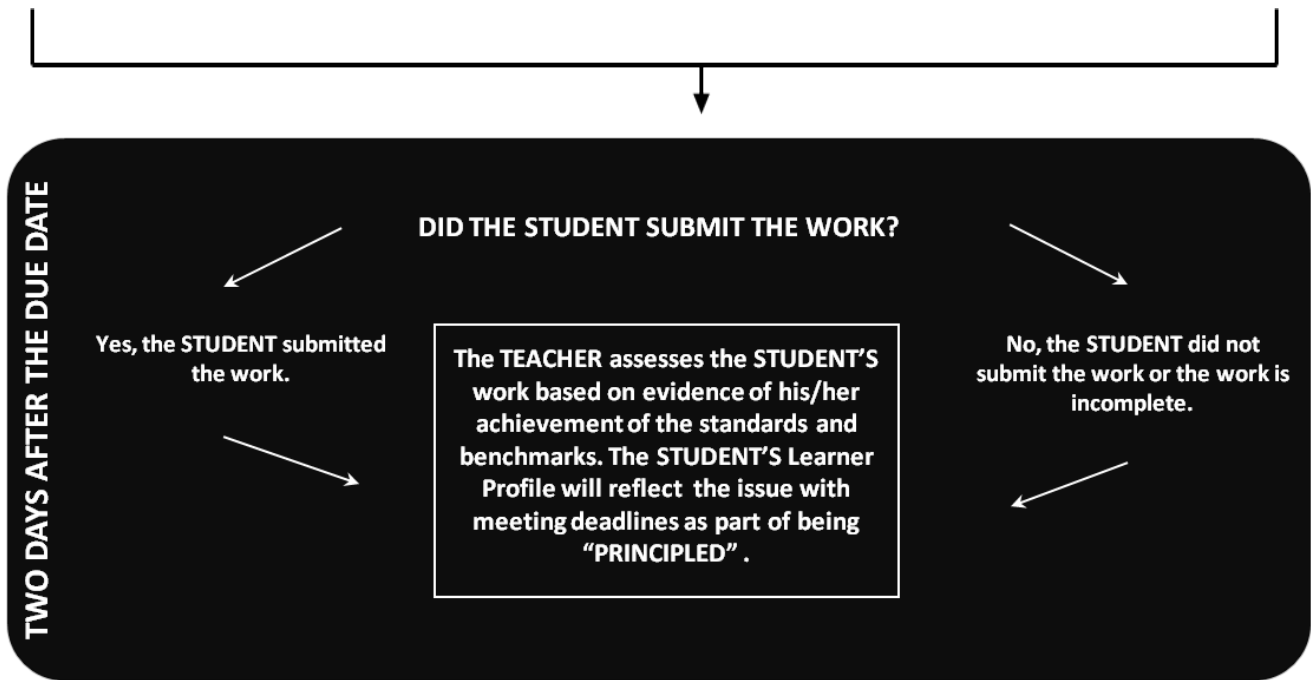 TWO DAYS AFTER THE DUE DATE
DID THE STUDENT SUBMIT THE WORK?
Yes, the STUDENT submitted
the work.
The TEACHER assesses the STUDENT’S
work based on evidence of his/her
achievement of the standards and
benchmarks. The STUDENT’S Learner
Profile will reflect the issue with
meeting deadlines as part of being
“PRINCIPLED” .
No, the STUDENT did not
submit the work or the work is
incomplete.